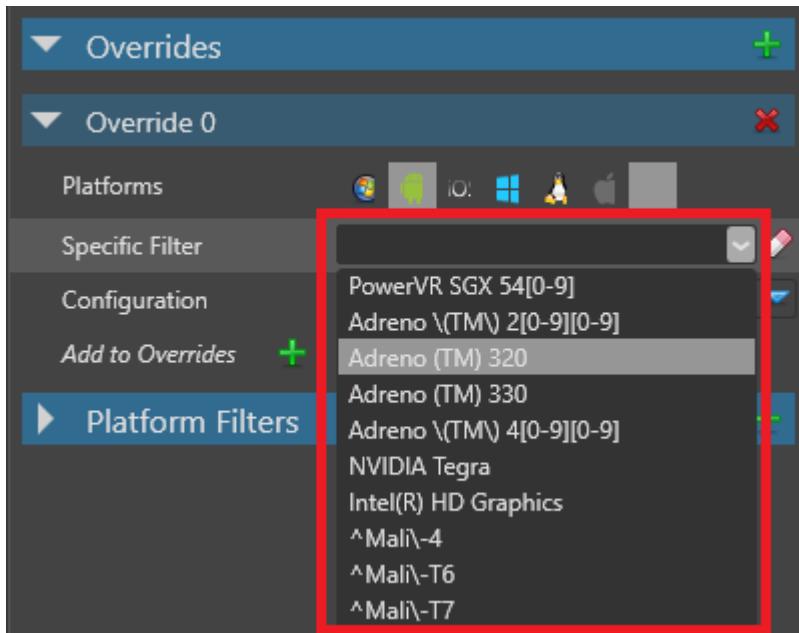 Overrides
Override 0
Platforms iOS
Specific Filter
PowerVR SGX 54[0-9]
Configuration
Adreno \(TM\) 2[0-9][0-9]
Add to Overrides
Adreno (TM) 320
Adreno (TM) 330
Platform Filters
Adreno \(TM\) 4[0-9][0-9]
NVIDIA Tegra
Intel(R) HD Graphics
^Mali\-4
^Mali\-T6
^Mali\-T7